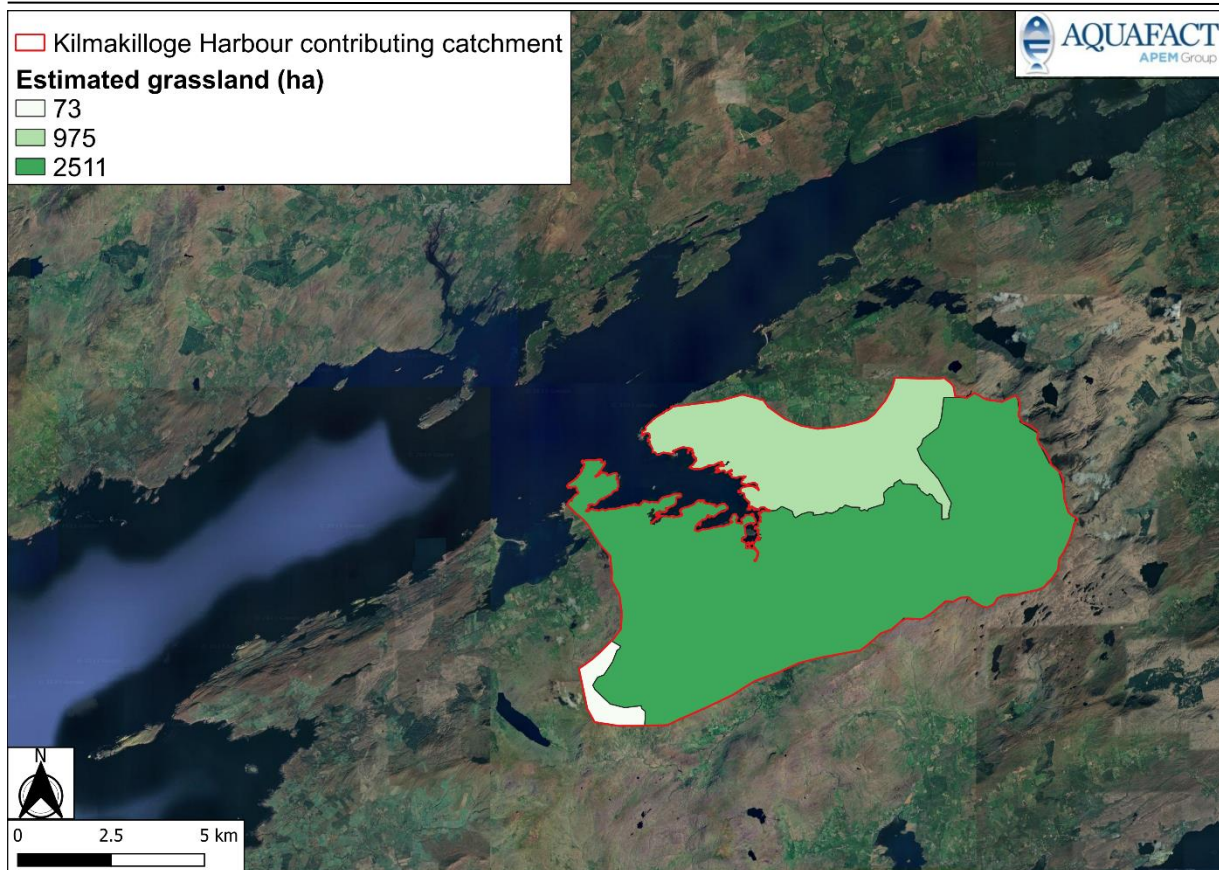 Kilmakilloge Harbour contributing catchment
Estimated grassland (ha)
73
975
2511
AQUAFACT
APEM Group
N
0 2.5 5 km